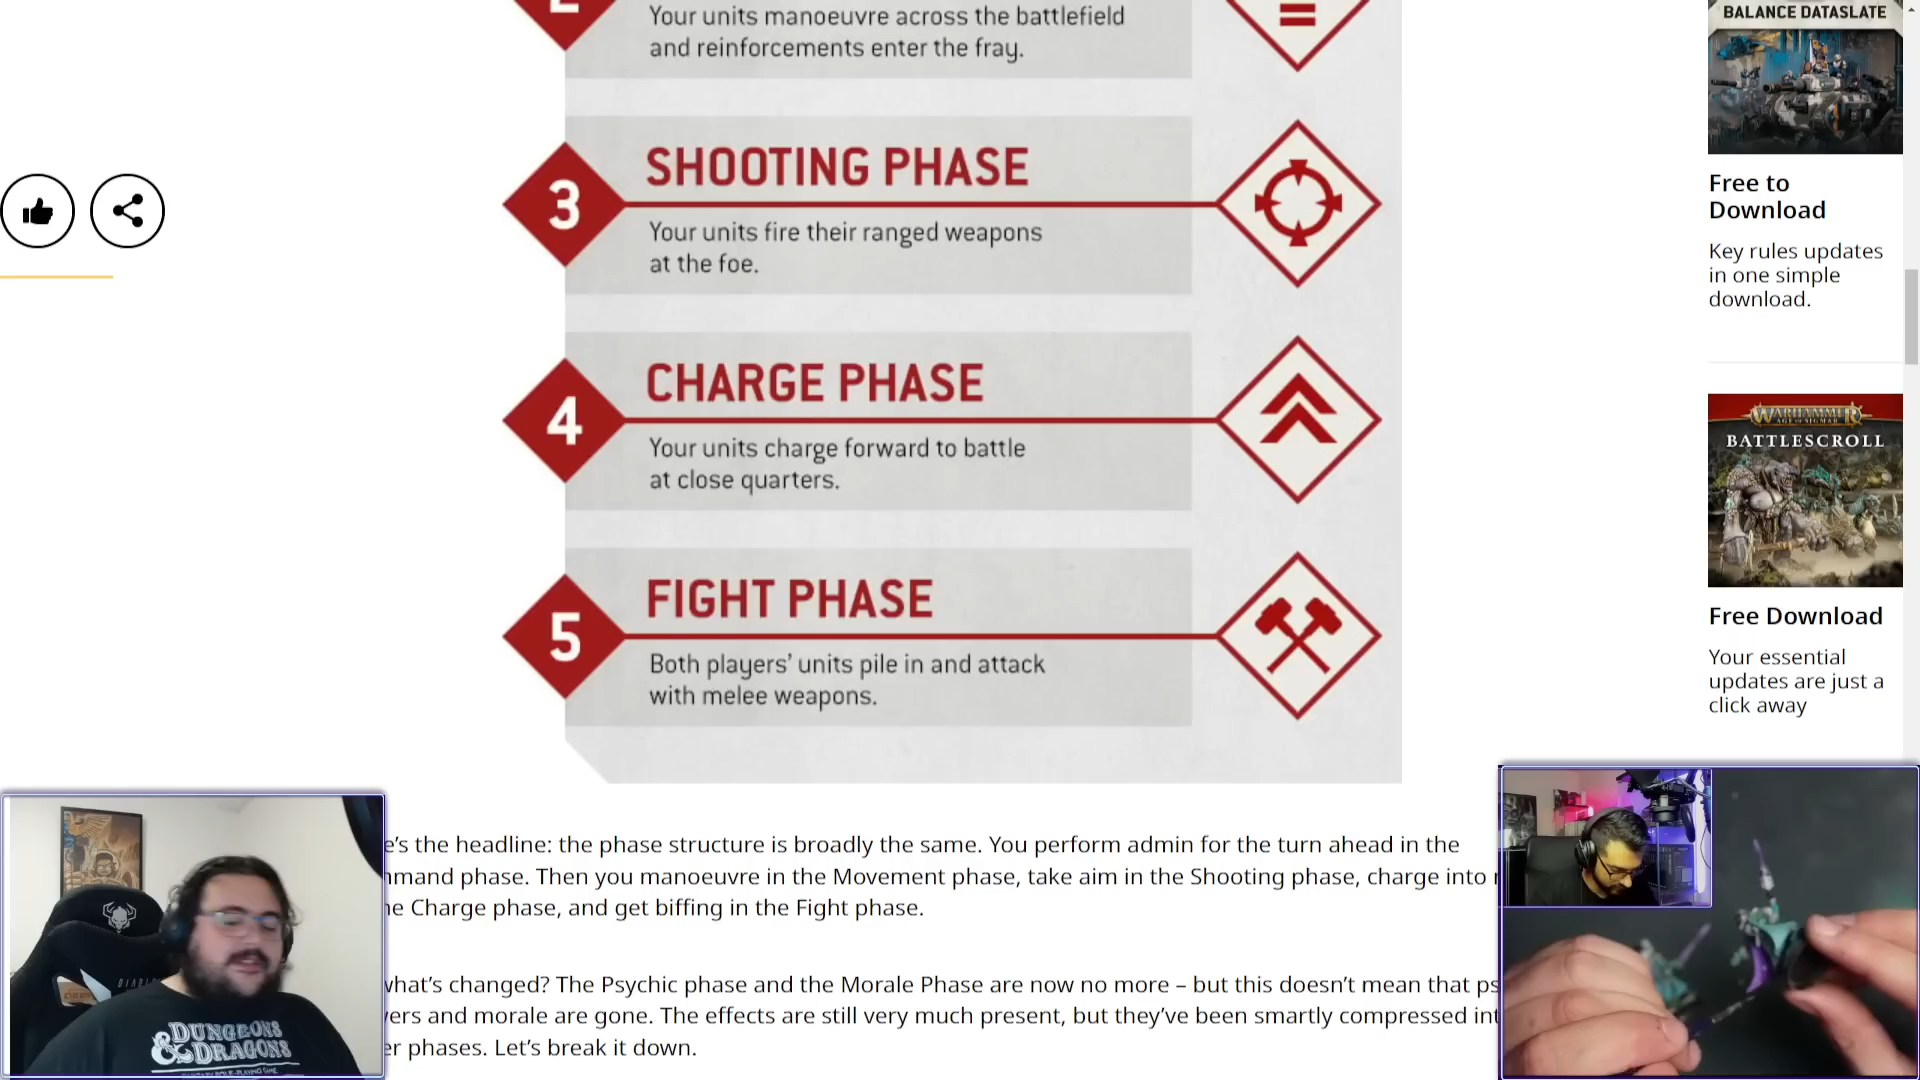 2
Your units manoeuvre across the battlefield
and reinforcements enter the fray.
3
SHOOTING PHASE
Your units fire their ranged weapons
at the foe.
4
CHARGE PHASE
Your units charge forward to battle
at close quarters.
5
FIGHT PHASE
Both players' units pile in and attack
with melee weapons.
e's the headline: the phase structure is broadly the same. You perform admin for the turn ahead in the
mmand phase. Then you manoeuvre in the Movement phase, take aim in the Shooting phase, charge into
e Charge phase, and get biffing in the Fight phase.
what's changed? The Psychic phase and the Morale Phase are now no more – but this doesn't mean that ps
ers and morale are gone. The effects are still very much present, but they've been smartly compressed int
er phases. Let's break it down.
BALANCE DATASLATE
Free to
Download
Key rules updates
in one simple
download.
WARHAMMER
AGE OF SIGMAR
BATTLESCROLL
Free Download
Your essential
updates are just a
click away
DUNGEONS
& DRAGONS